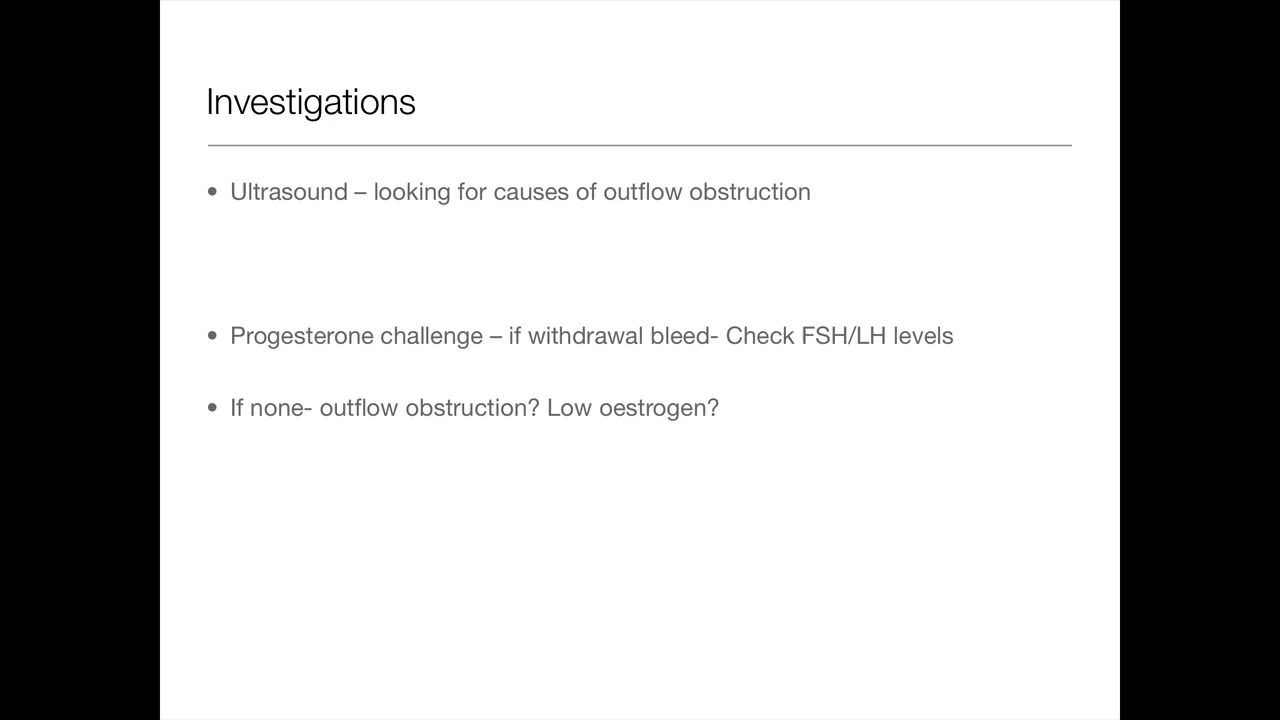 Investigations
• Ultrasound – looking for causes of outflow obstruction
• Progesterone challenge – if withdrawal bleed- Check FSH/LH levels
• If none- outflow obstruction? Low oestrogen?